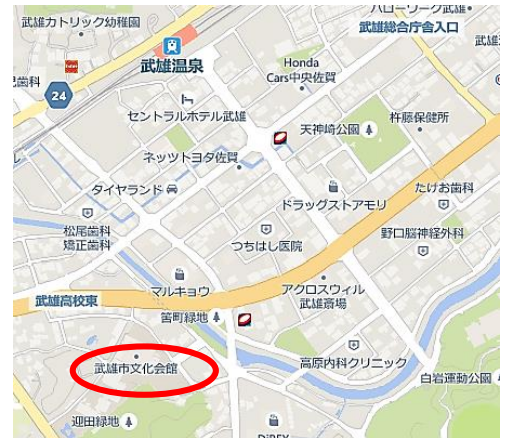 ハローワーク武雄
武雄カトリック幼稚園
武雄総合庁舎入口
武雄温泉
Honda
Cars中央佐賀
歯科
24
セントラルホテル武雄
天神崎公園
杵藤保健所
ネッツトヨタ佐賀
タイヤランド
たけお歯科
ドラッグストアモリ
松尾歯科
矯正歯科
つちはし医院
野口脳神経外科
マルキョウ
アクロスウィル
武雄斎場
武雄高校東
笛町緑地
高原内科クリニック
武雄市文化会館
白岩運動公園
迎田緑地
DiREX